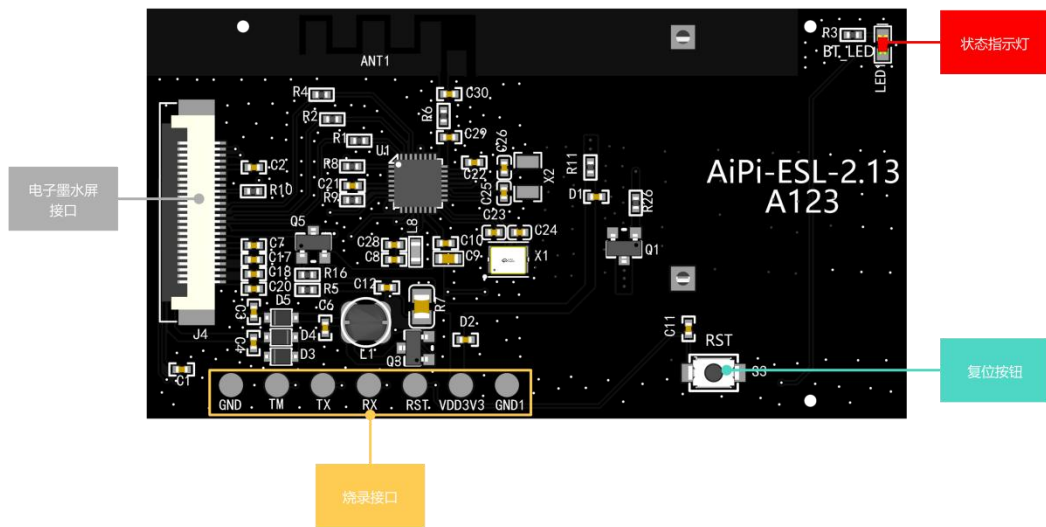 R3
状态指示灯
BT_LED
LED1
ANT1
R4
C30
R2
R6
R1
U1
C29
C26
R8
C22
X2
R11
C2
C21
C25
AiPi-ESL-2.13
A123
电子墨水屏
接口
R10
R9
D1
R26
Q5
L8
C23
C24
C7
C28
C10
Q1
C17
C8
C9
X1
C18
R16
C20
R5
C12
D5
C6
R7
C3
J4
D4
L1
Q3
D2
C11
RST
C4
D3
C1
S3
复位按钮
GND
TM
TX
RX
RST
VDD3V3
GND1
烧录接口